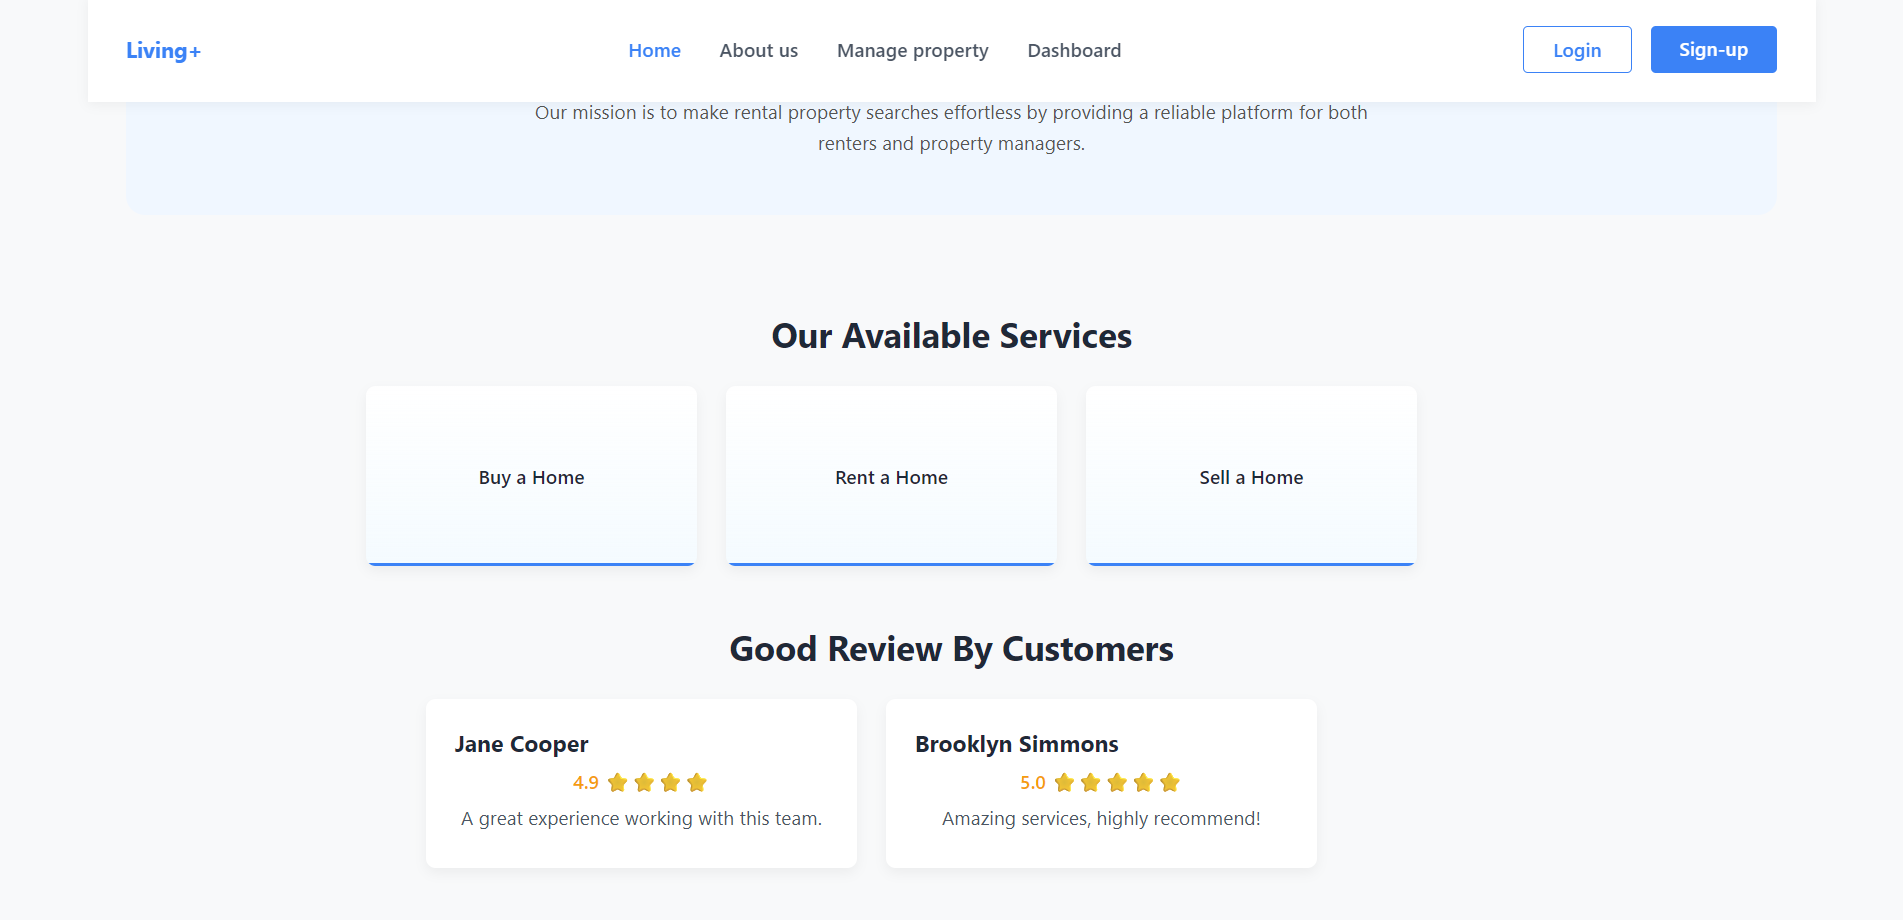 Living+
Home
About us
Manage property
Dashboard
Login
Sign-up
Our mission is to make rental property searches effortless by providing a reliable platform for both
renters and property managers.
Our Available Services
Buy a Home
Rent a Home
Sell a Home
Good Review By Customers
Jane Cooper
4.9 ⭐⭐⭐⭐
A great experience working with this team.
Brooklyn Simmons
5.0 ⭐⭐⭐⭐⭐
Amazing services, highly recommend!